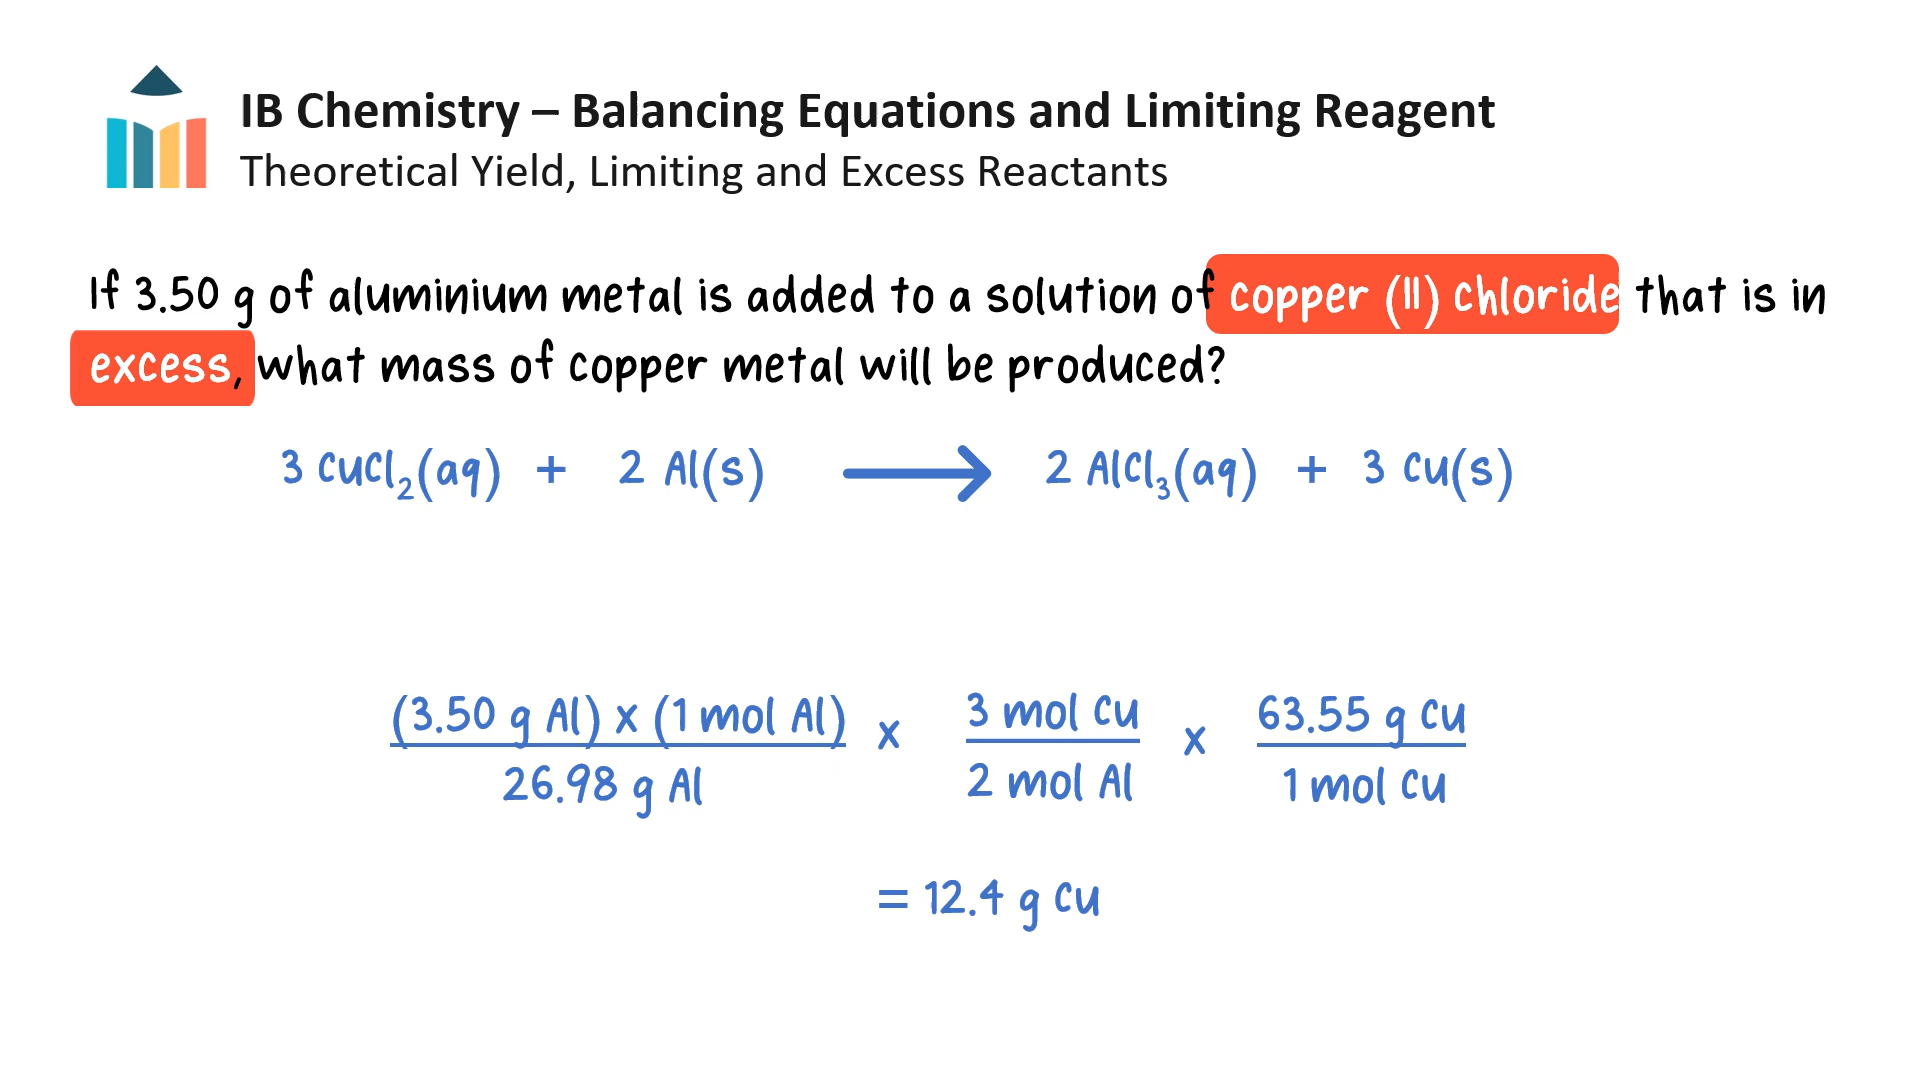 IB Chemistry – Balancing Equations and Limiting Reagent
Theoretical Yield, Limiting and Excess Reactants
If 3.50 g of aluminium metal is added to a solution of copper (II) chloride that is in
excess, what mass of copper metal will be produced?
3 CuCl₂(aq) + 2 Al(s) ⟶ 2 AlCl₃(aq) + 3 Cu(s)
(3.50 g Al) x (1 mol Al) x 3 mol Cu x 63.55 g Cu
26.98 g Al 2 mol Al 1 mol Cu
= 12.4 g Cu